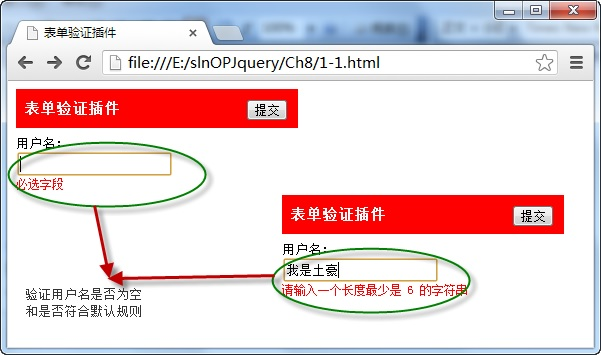 表单验证插件
file:///E:/slnOPJquery/Ch8/1-1.html
表单验证插件 提交
用户名:
必选字段
表单验证插件 提交
用户名:
我是土豪
请输入一个长度最少是 6 的字符串
验证用户名是否为空
和是否符合默认规则